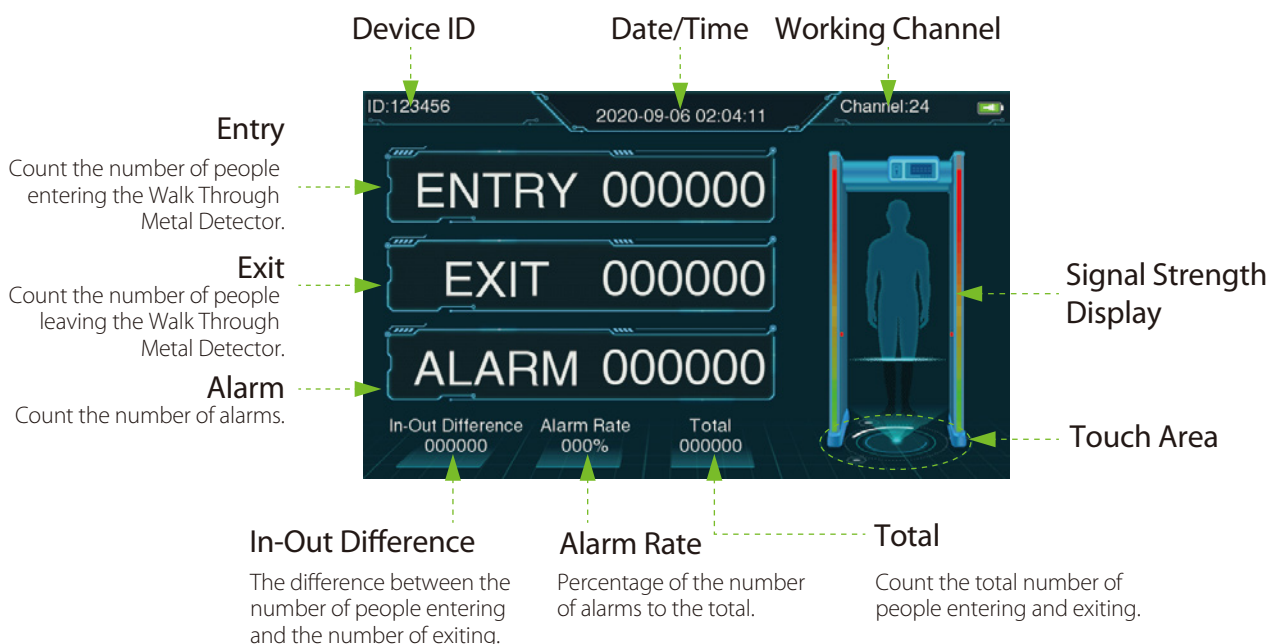 Device ID
Date/Time
Working Channel
ID:123456
2020-09-06 02:04:11
Channel:24
Entry
Count the number of people
entering the Walk Through
Metal Detector.
ENTRY 000000
Exit
Count the number of people
leaving the Walk Through
Metal Detector.
EXIT 000000
Alarm
Count the number of alarms.
ALARM 000000
Signal Strength
Display
In-Out Difference
000000
Alarm Rate
000%
Total
000000
Touch Area
In-Out Difference
The difference between the
number of people entering
and the number of exiting.
Alarm Rate
Percentage of the number
of alarms to the total.
Total
Count the total number of
people entering and exiting.